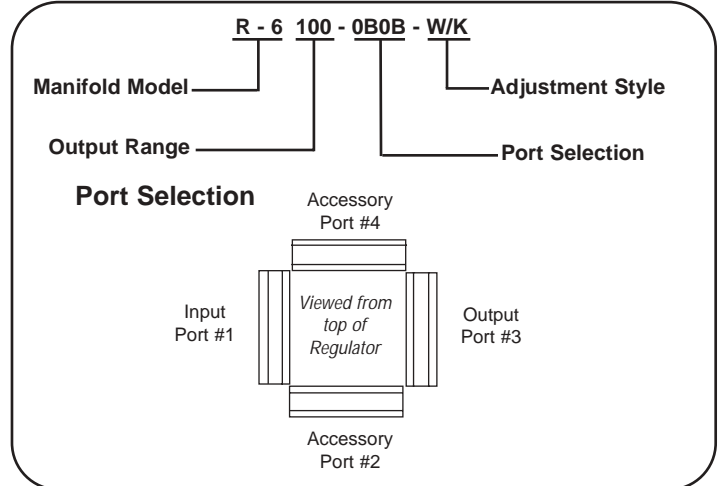 R - 6 100 - 0B0B - W/K
Manifold Model
Adjustment Style
Output Range
Port Selection
Port Selection
Accessory
Port #4
Input
Port #1
Viewed from
top of
Regulator
Output
Port #3
Accessory
Port #2